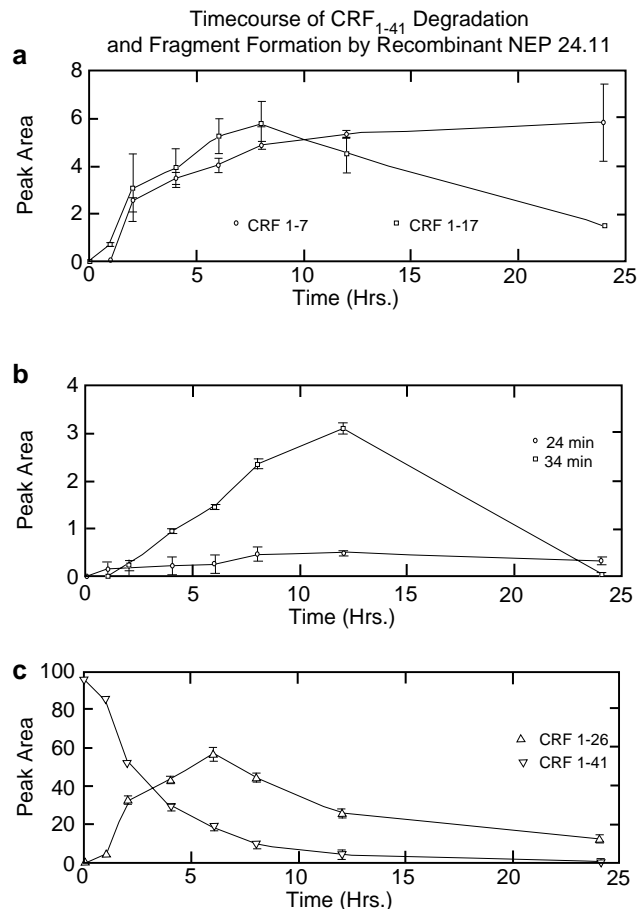 Timecourse of CRF1-41 Degradation
and Fragment Formation by Recombinant NEP 24.11
a
8
6
4
2
0
Peak Area
CRF 1-7
CRF 1-17
0 5 10 15 20 25
Time (Hrs.)
b
4
3
2
1
0
Peak Area
24 min
34 min
0 5 10 15 20 25
Time (Hrs.)
c
100
80
60
40
20
0
Peak Area
CRF 1-26
CRF 1-41
0 5 10 15 20 25
Time (Hrs.)